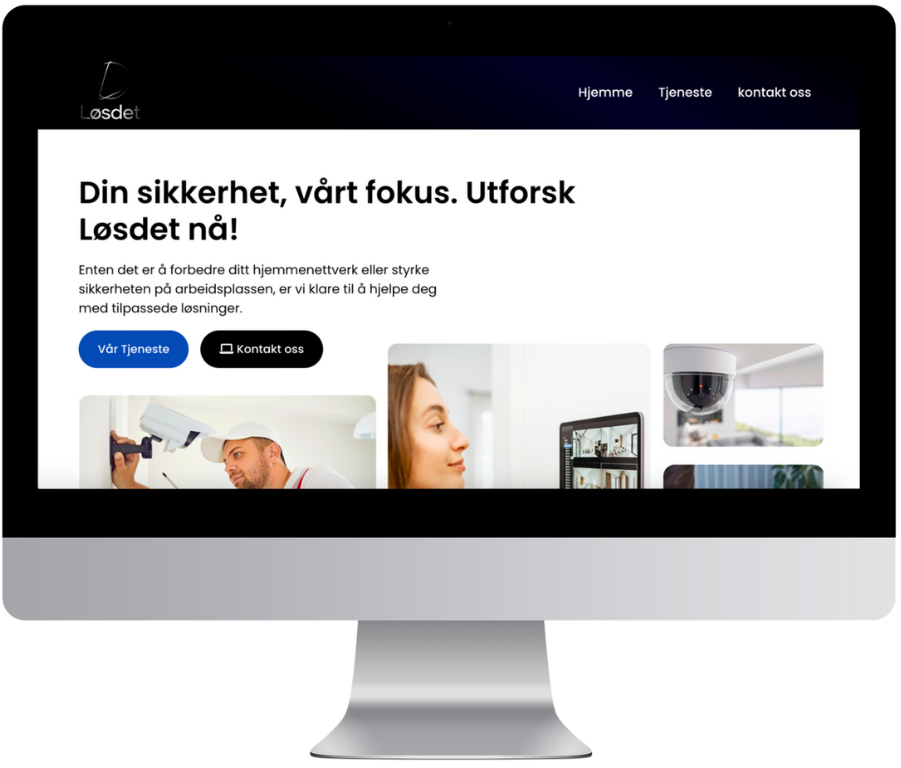 Løsdet
Hjemme Tjeneste kontakt oss
Din sikkerhet, vårt fokus. Utforsk
Løsdet nå!
Enten det er å forbedre ditt hjemmenettverk eller styrke
sikkerheten på arbeidsplassen, er vi klare til å hjelpe deg
med tilpassede løsninger.
Vår Tjeneste Kontakt oss